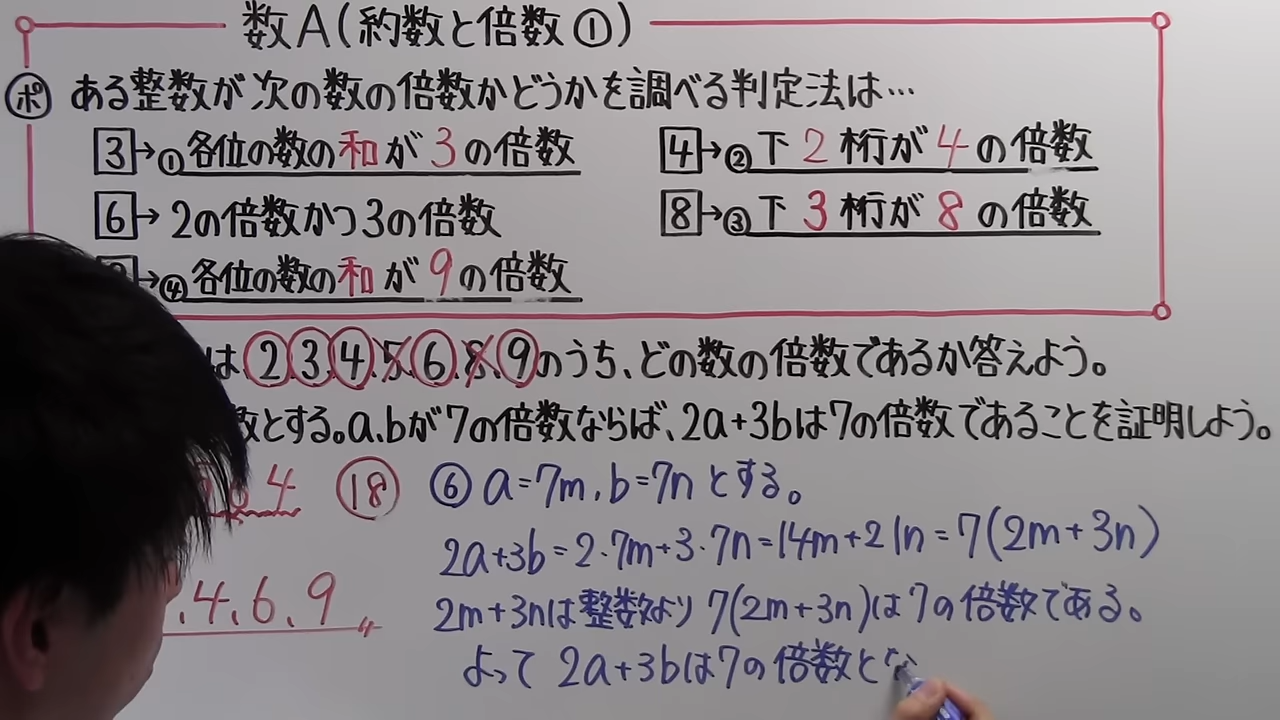 数A(約数と倍数①)
ポ ある整数が次の数の倍数かどうかを調べる判定法は…
3→①各位の数の和が3の倍数 4→②下2桁が4の倍数
6→2の倍数かつ3の倍数 8→③下3桁が8の倍数
→④各位の数の和が9の倍数
は2.3.4.5.6.8.9のうち、どの数の倍数であるか答えよう。
数とする。a.bが7の倍数ならば、2a+3bは7の倍数であることを証明しよう。
4 18 ⑥ a=7m, b=7nとする。
2a+3b=2・7m+3・7n=14m+21n=7(2m+3n)
.4.6.9〃 2m+3nは整数より 7(2m+3n)は7の倍数である。
よって 2a+3bは7の倍数とな